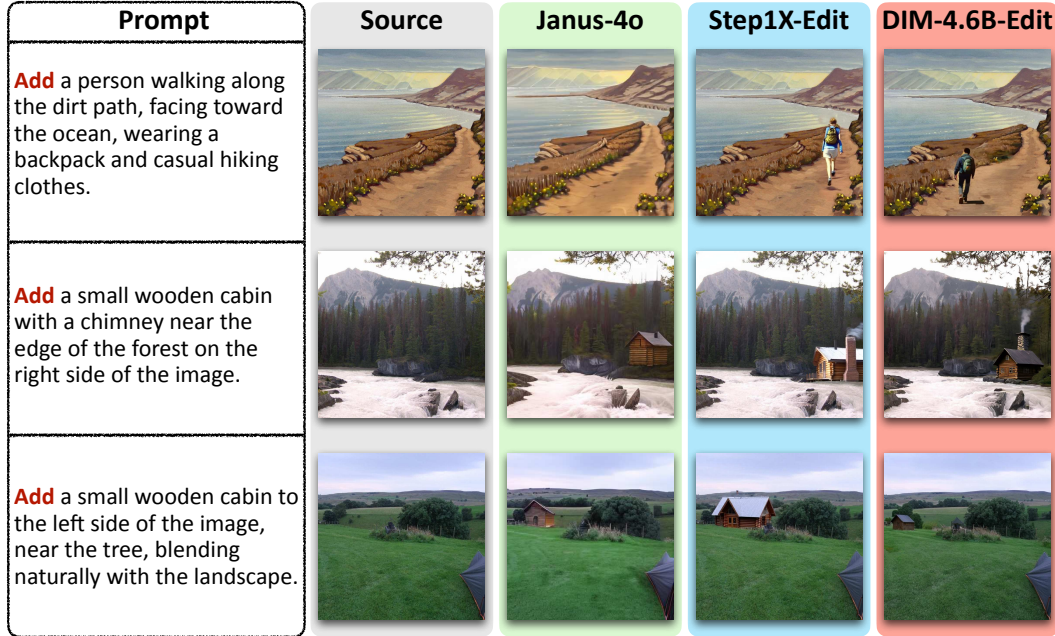 Prompt
Source
Janus-4o
Step1X-Edit
DIM-4.6B-Edit
Add a person walking along
the dirt path, facing toward
the ocean, wearing a
backpack and casual hiking
clothes.
Add a small wooden cabin
with a chimney near the
edge of the forest on the
right side of the image.
Add a small wooden cabin to
the left side of the image,
near the tree, blending
naturally with the landscape.